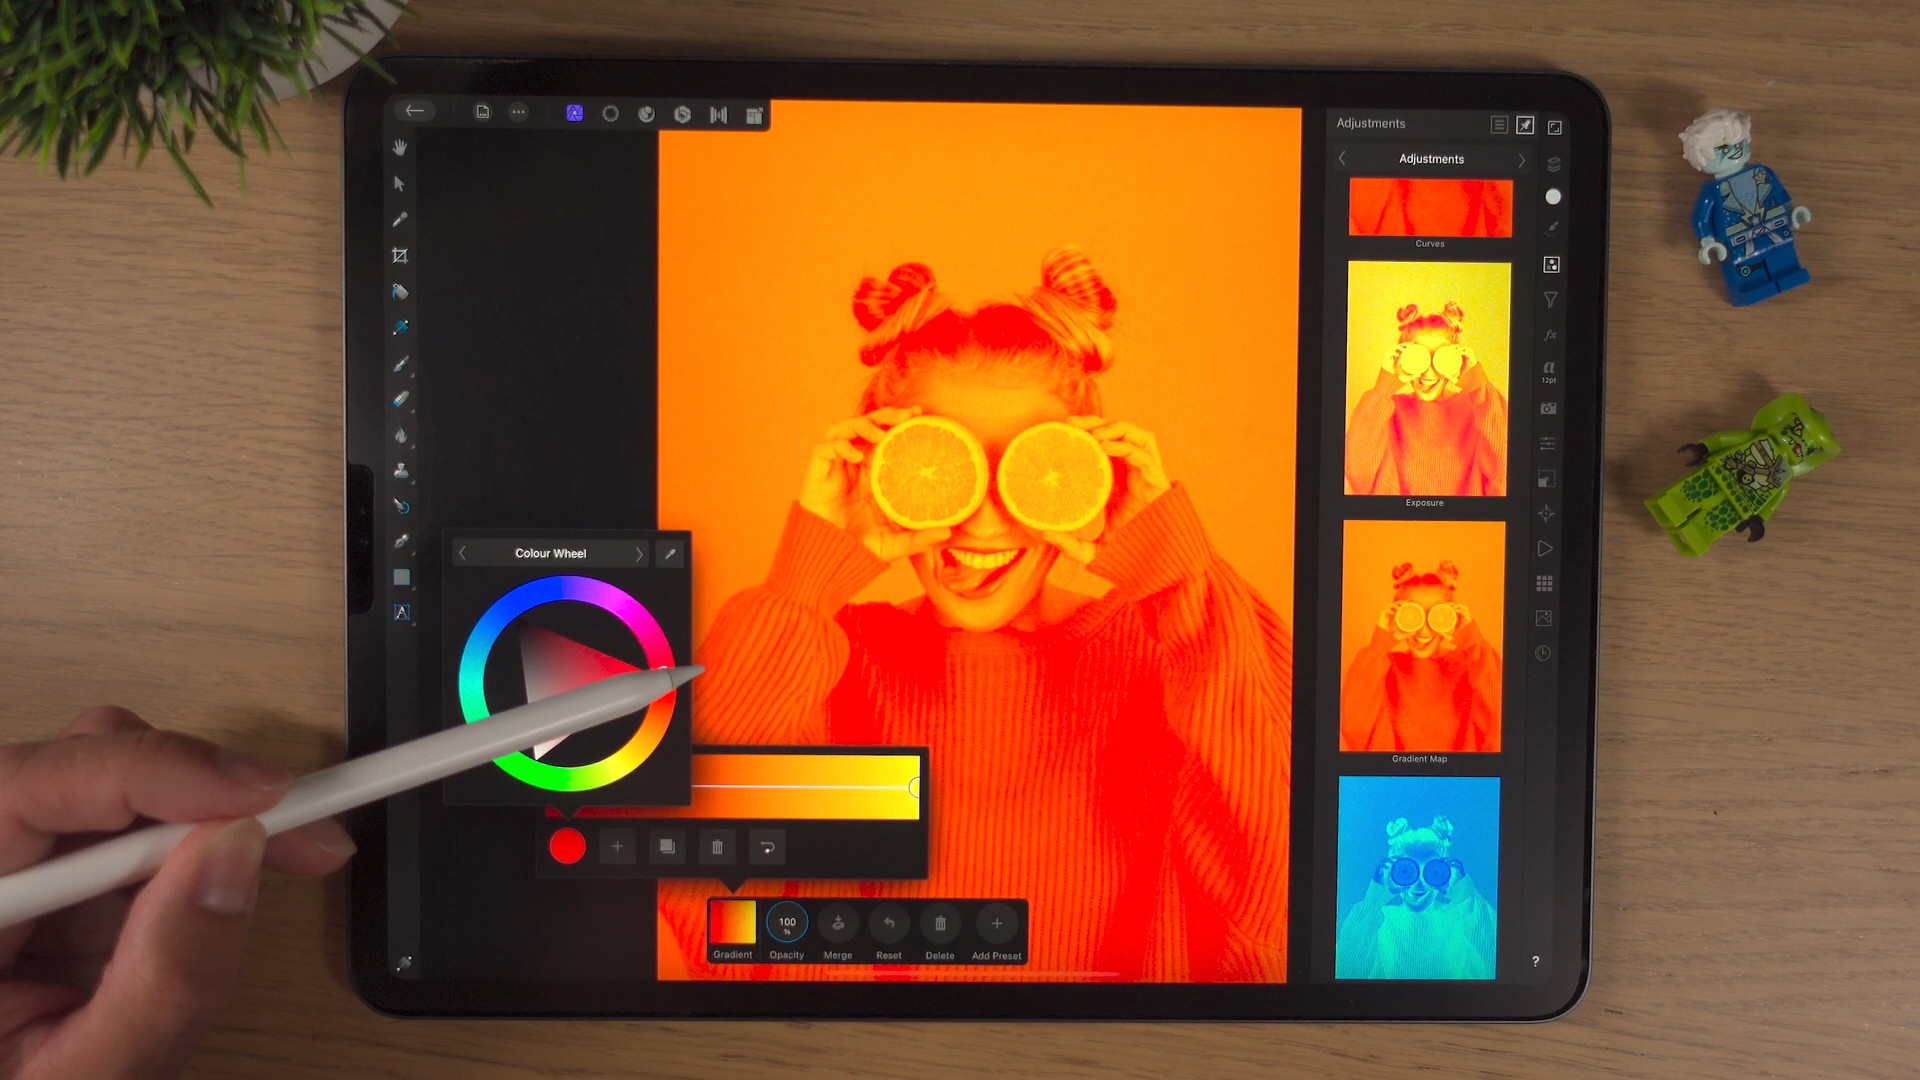 Adjustments
Adjustments
Curves
Exposure
12pt
Colour Wheel
Gradient Map
A
100
%
Gradient
Opacity
Merge
Reset
Delete
Add Preset
?